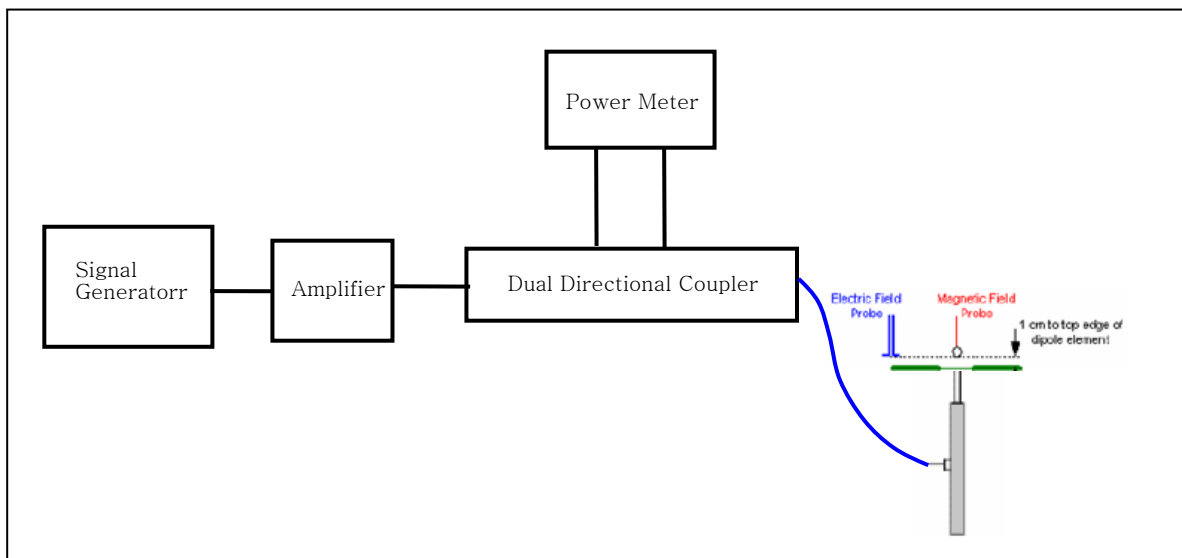 Power Meter
Signal
Generatorr
Amplifier
Dual Directional Coupler
Electric Field
Probe
Magnetic Field
Probe
1 cm to top edge of
dipole element